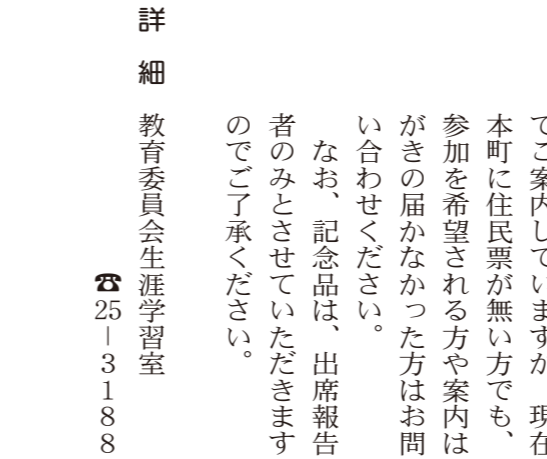 てご案内していますが、現在
本町に住民票が無い方でも、
参加を希望される方や案内は
がきの届かなかった方はお問
い合わせください。
なお、記念品は、出席報告
者のみとさせていただきます
のでご了承ください。
詳細 教育委員会生涯学習室
☎25－3188